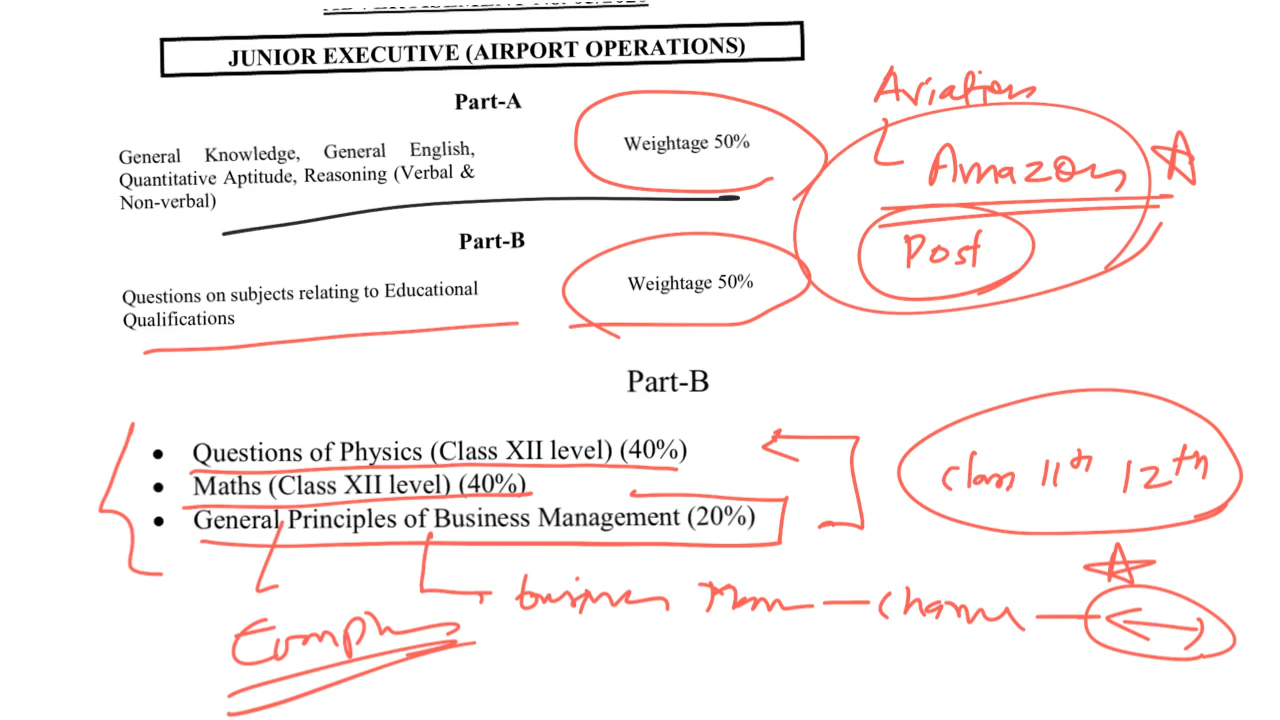 JUNIOR EXECUTIVE (AIRPORT OPERATIONS)
Part-A
General Knowledge, General English,
Quantitative Aptitude, Reasoning (Verbal &
Non-verbal)
Weightage 50%
Aviation
Amazon
Post
Part-B
Questions on subjects relating to Educational
Qualifications
Weightage 50%
Part-B
• Questions of Physics (Class XII level) (40%)
• Maths (Class XII level) (40%)
• General Principles of Business Management (20%)
Class 11th 12th